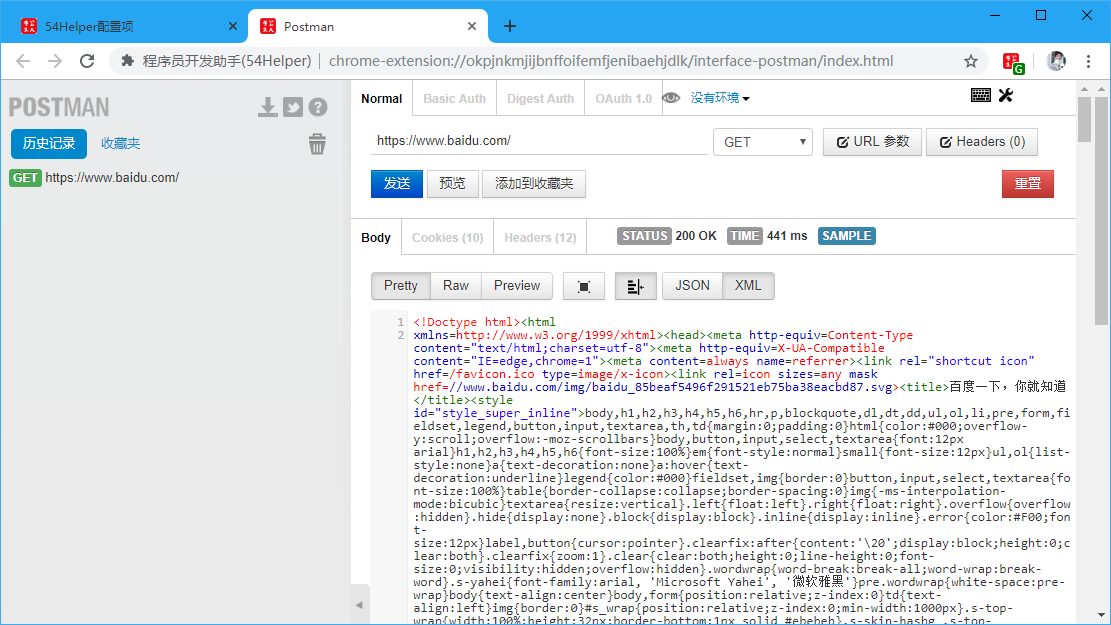 54Helper配置项
Postman
程序员开发助手(54Helper)
chrome-extension://okpjnkmjijbnffoifemfjenibaehjdlk/interface-postman/index.html
G
POSTMAN
历史记录
收藏夹
GET https://www.baidu.com/
Normal
Basic Auth
Digest Auth
OAuth 1.0
没有环境
https://www.baidu.com/
GET
URL 参数
Headers (0)
发送
预览
添加到收藏夹
重置
Body
Cookies (10)
Headers (12)
STATUS 200 OK
TIME 441 ms
SAMPLE
Pretty
Raw
Preview
JSON
XML
1 <!Doctype html><html
2 xmlns=http://www.w3.org/1999/xhtml><head><meta http-equiv=Content-Type
content="text/html;charset=utf-8"><meta http-equiv=X-UA-Compatible
content="IE=edge,chrome=1"><meta content=always name=referrer><link rel="shortcut icon"
href=/favicon.ico type=image/x-icon><link rel=icon sizes=any mask
href=//www.baidu.com/img/baidu_85beaf5496f291521eb75ba38eacbd87.svg><title>百度一下，你就知道
</title><style
id="style_super_inline">body,h1,h2,h3,h4,h5,h6,hr,p,blockquote,dl,dt,dd,ul,ol,li,pre,form,fi
eldset,legend,button,input,textarea,th,td{margin:0;padding:0}html{color:#000;overflow-
y:scroll;overflow:-moz-scrollbars}body,button,input,select,textarea{font:12px
arial}h1,h2,h3,h4,h5,h6{font-size:100%}em{font-style:normal}small{font-size:12px}ul,ol{list-
style:none}a{text-decoration:none}a:hover{text-
decoration:underline}legend{color:#000}fieldset,img{border:0}button,input,select,textarea{fo
nt-size:100%}table{border-collapse:collapse;border-spacing:0}img{-ms-interpolation-
mode:bicubic}textarea{resize:vertical}.left{float:left}.right{float:right}.overflow{overflow
:hidden}.hide{display:none}.block{display:block}.inline{display:inline}.error{color:#F00;fon
t-
size:12px}label,button{cursor:pointer}.clearfix:after{content:'\20';display:block;height:0;c
lear:both}.clearfix{zoom:1}.clear{clear:both;height:0;line-height:0;font-
size:0;visibility:hidden;overflow:hidden}.wordwrap{word-break:break-all;word-wrap:break-
word}.s-yahei{font-family:arial, 'Microsoft Yahei', '微软雅黑'}pre.wordwrap{white-space:pre-
wrap}body{text-align:center}body,form{position:relative;z-index:0}td{text-
align:left}img{border:0}#s_wrap{position:relative;z-index:0;min-width:1000px}.s-top-
wrap{width:100%;height:32px;border-bottom:1px solid #ebebeb}.s-skin-hasbg .s-top-